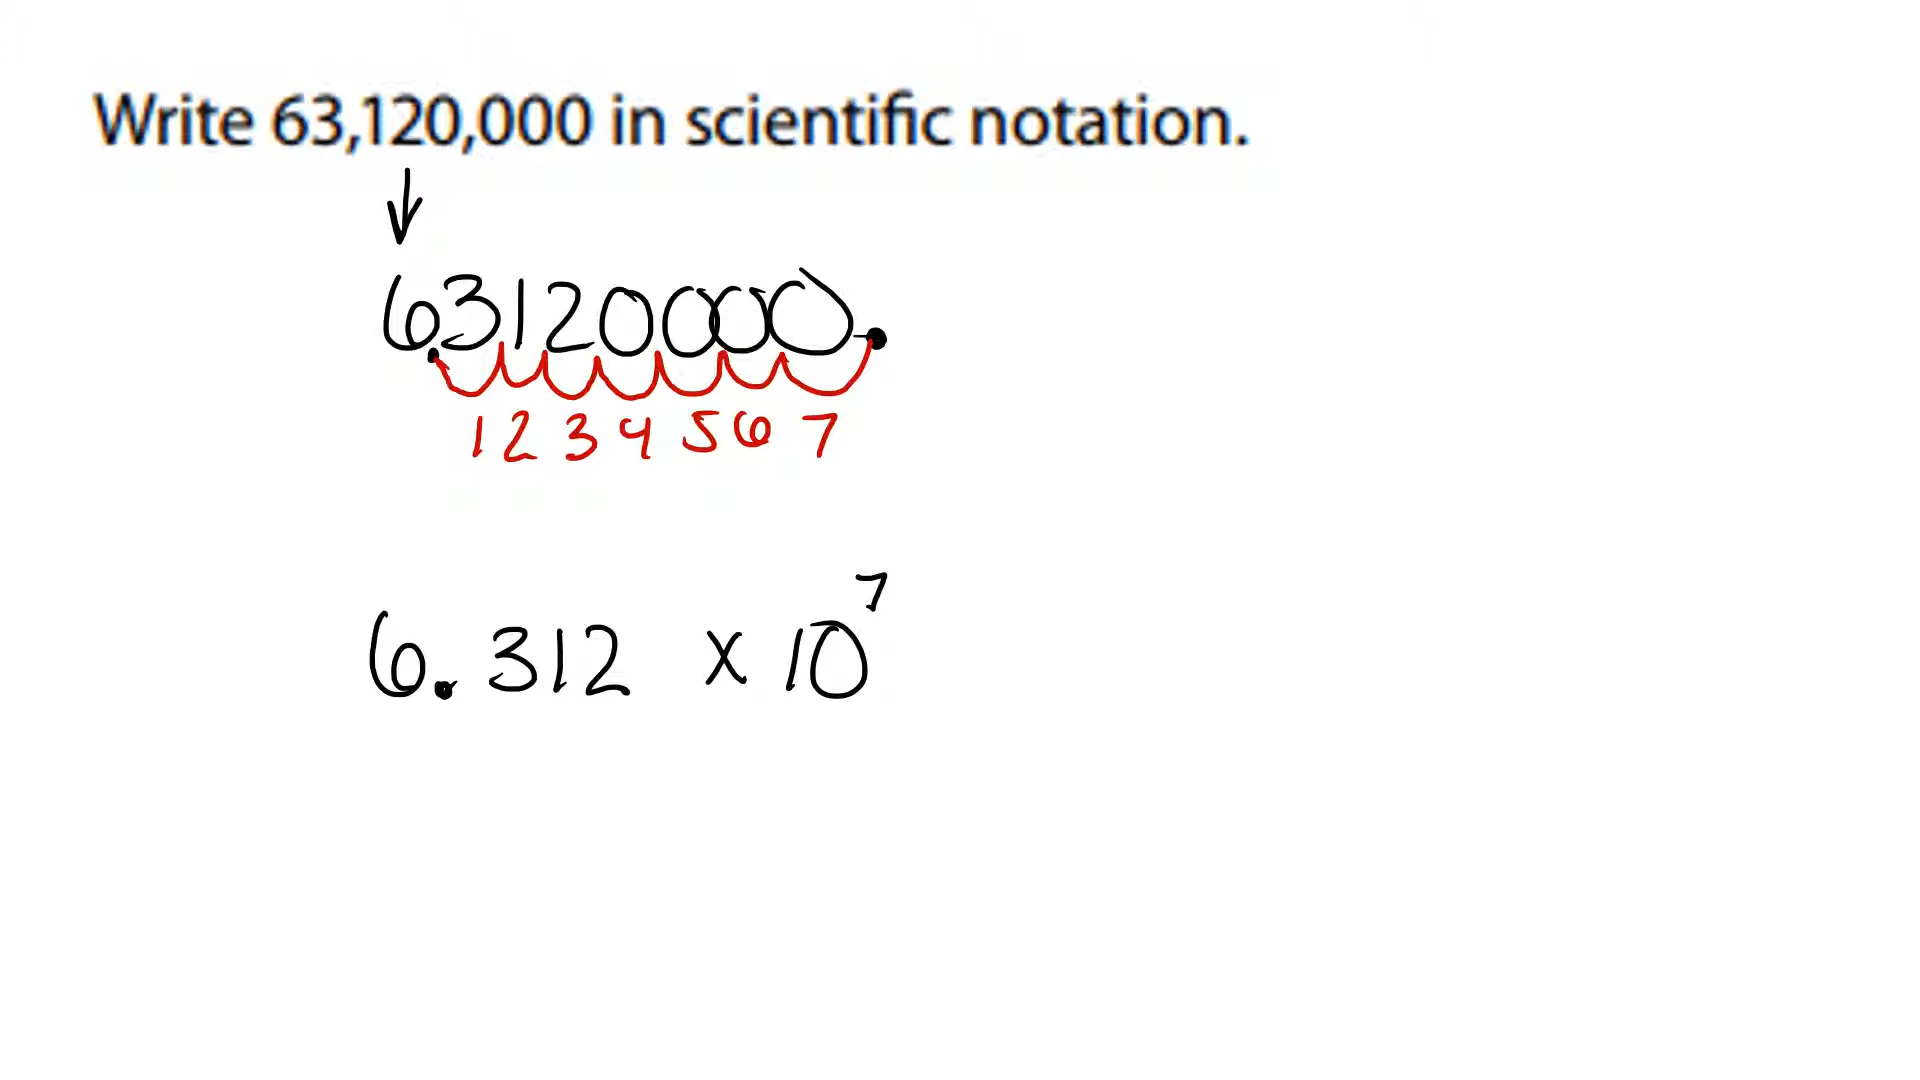 Write 63,120,000 in scientific notation.
63120000.
1 2 3 4 5 6 7
6.312 x 10⁷